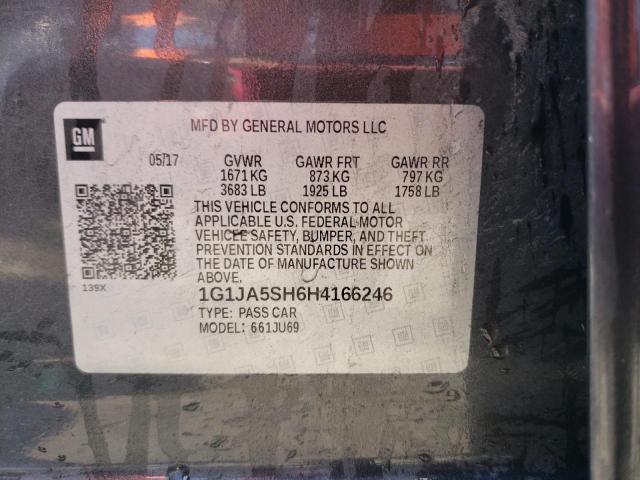 GM
MFD BY GENERAL MOTORS LLC
05/17 GVWR GAWR FRT GAWR RR
1671 KG 873 KG 797 KG
3683 LB 1925 LB 1758 LB
THIS VEHICLE CONFORMS TO ALL
APPLICABLE U.S. FEDERAL MOTOR
VEHICLE SAFETY, BUMPER, AND THEFT
PREVENTION STANDARDS IN EFFECT ON
THE DATE OF MANUFACTURE SHOWN
ABOVE.
139X
1G1JA5SH6H4166246
TYPE: PASS CAR
MODEL: 661JU69